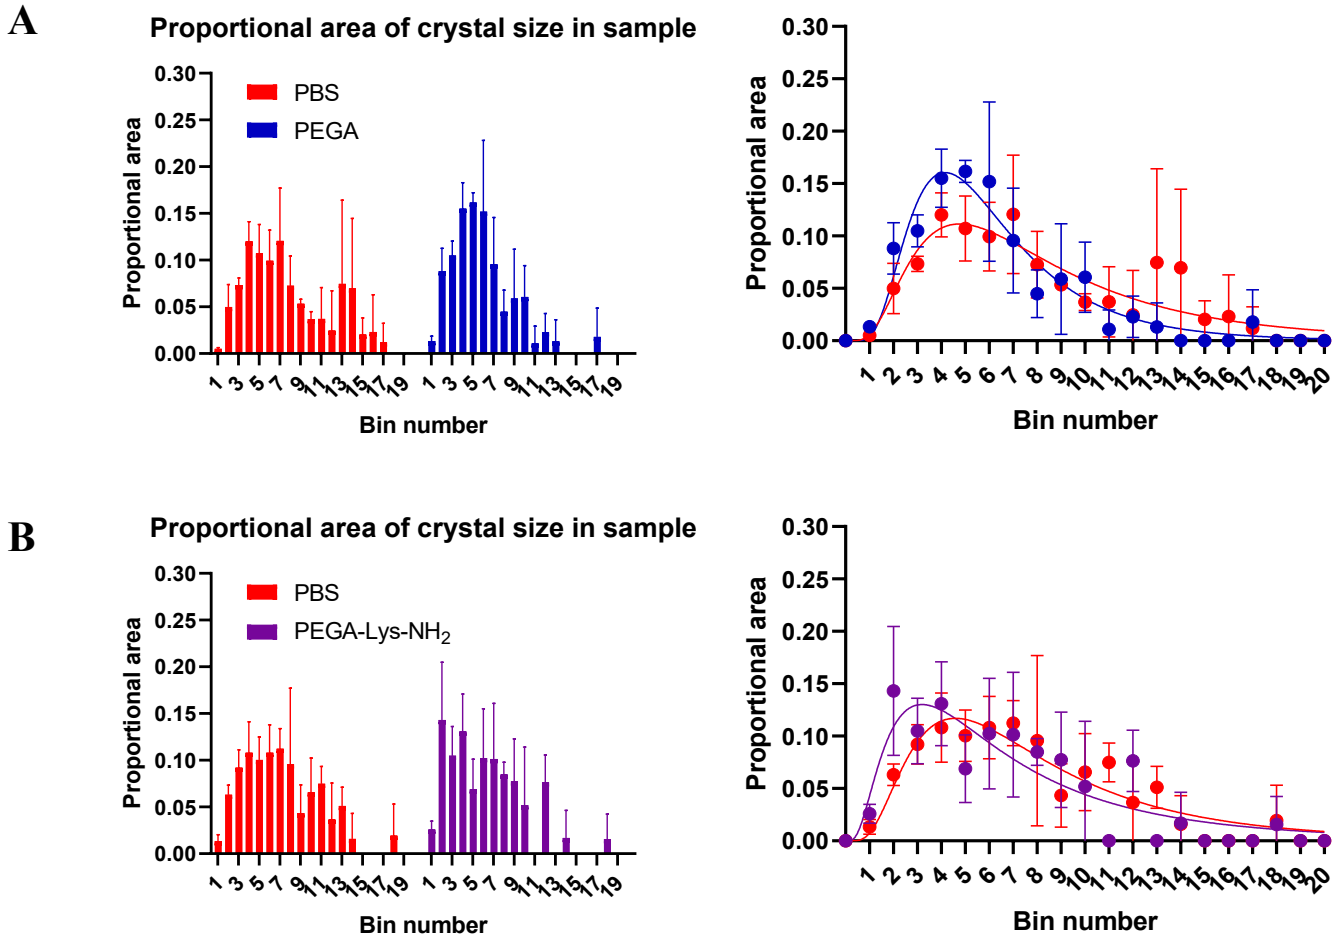 A
Proportional area of crystal size in sample
0.30
0.25
0.20
0.15
0.10
0.05
0.00
Proportional area
PBS
PEGA
1 3 5 7 9 11 13 15 17 19 1 3 5 7 9 11 13 15 17 19
Bin number
0.30
0.25
0.20
0.15
0.10
0.05
0.00
Proportional area
1 2 3 4 5 6 7 8 9 10 11 12 13 14 15 16 17 18 19 20
Bin number
B
Proportional area of crystal size in sample
0.30
0.25
0.20
0.15
0.10
0.05
0.00
Proportional area
PBS
PEGA-Lys-NH₂
1 3 5 7 9 11 13 15 17 19 1 3 5 7 9 11 13 15 17 19
Bin number
0.30
0.25
0.20
0.15
0.10
0.05
0.00
Proportional area
1 2 3 4 5 6 7 8 9 10 11 12 13 14 15 16 17 18 19 20
Bin number